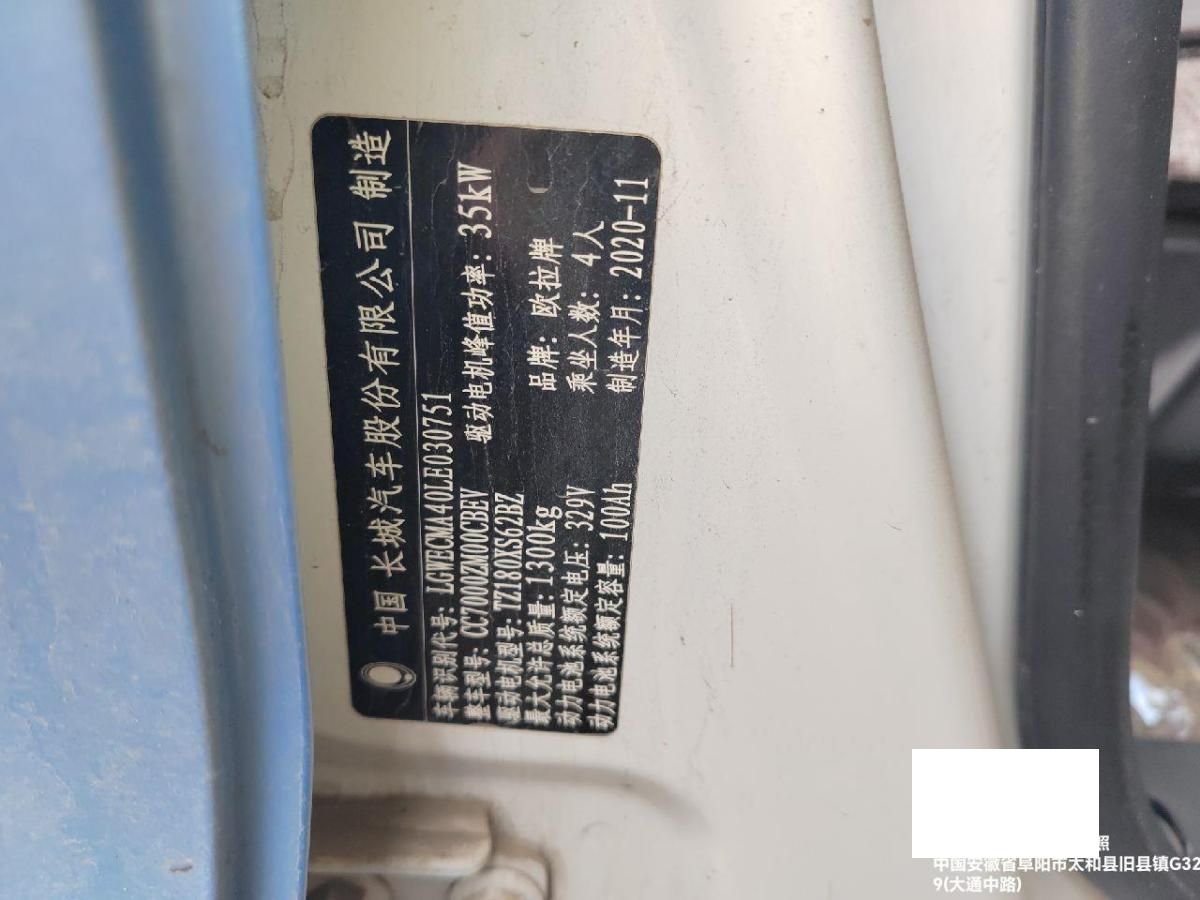 中国 长城汽车股份有限公司 制造
车辆识别代号: LGWECMA40LE030751
整车型号: CC7000ZM00CBEV
驱动电机型号: TZ180XS62BZ
驱动电机峰值功率: 35kW
最大允许总质量: 1300kg
品牌: 欧拉牌
动力电池系统额定电压: 329V
乘坐人数: 4人
动力电池系统额定容量: 100Ah
制造年月: 2020-11
照
中国安徽省阜阳市太和县旧县镇G32
9(大通中路)